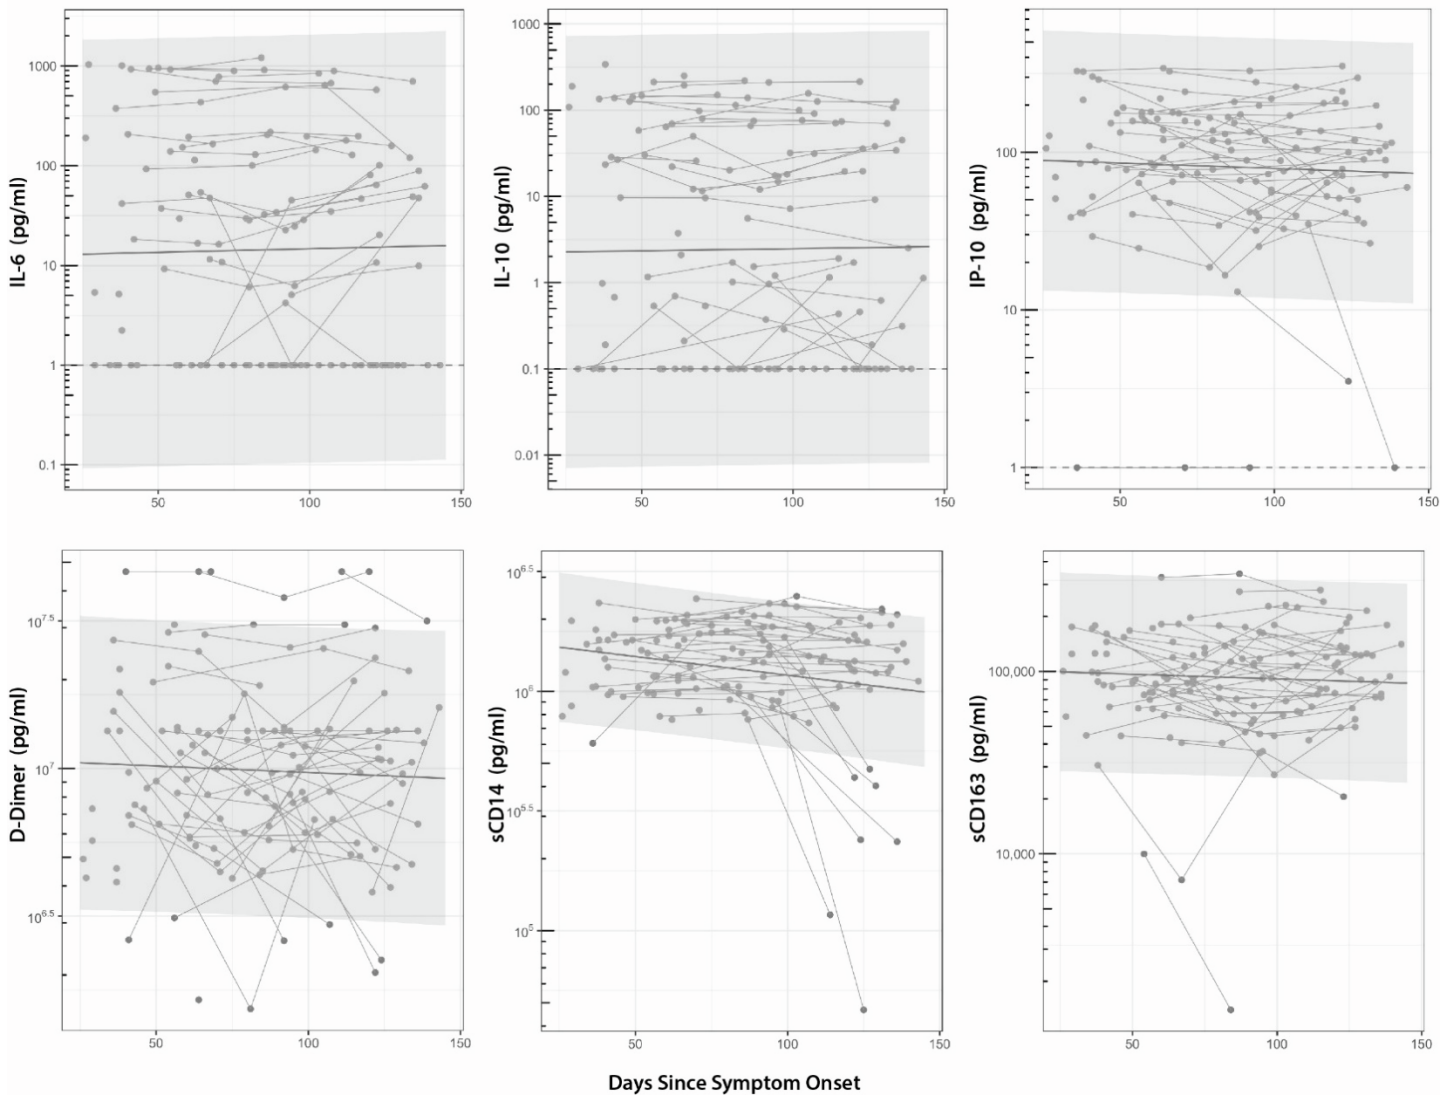 IL-6 (pg/ml)
1000
100
10
1
0.1
50 100 150
IL-10 (pg/ml)
1000
100
10
1
0.1
0.01
50 100 150
IP-10 (pg/ml)
100
10
1
50 100 150
D-Dimer (pg/ml)
10^7.5
10^7
10^6.5
50 100 150
sCD14 (pg/ml)
10^6.5
10^6
10^5.5
10^5
50 100 150
sCD163 (pg/ml)
100,000
10,000
50 100 150
Days Since Symptom Onset